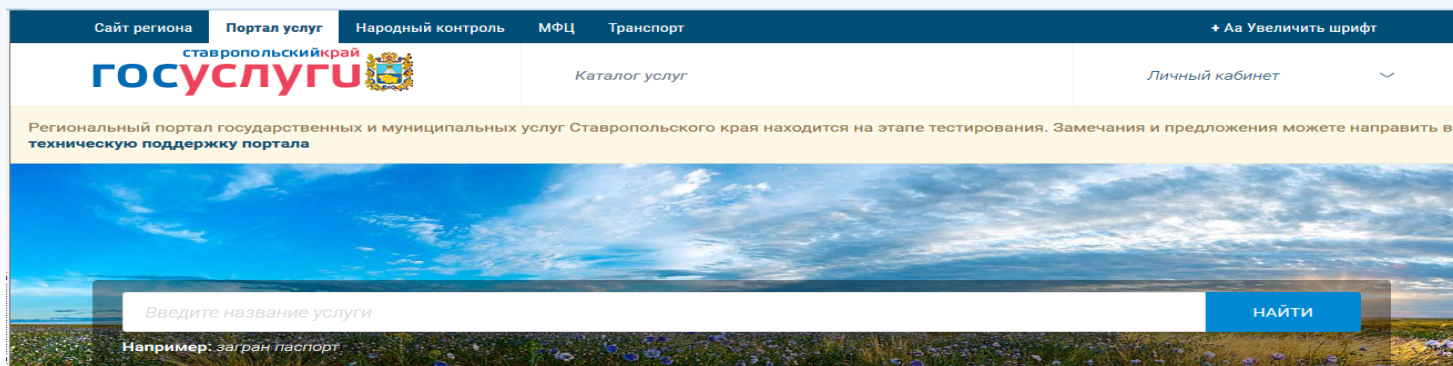 Сайт региона Портал услуг Народный контроль МФЦ Транспорт + Aa Увеличить шрифт
ставропольскийкрай
госуслуги
Каталог услуг Личный кабинет
Региональный портал государственных и муниципальных услуг Ставропольского края находится на этапе тестирования. Замечания и предложения можете направить в
техническую поддержку портала
Введите название услуги НАЙТИ
Например: загран паспорт